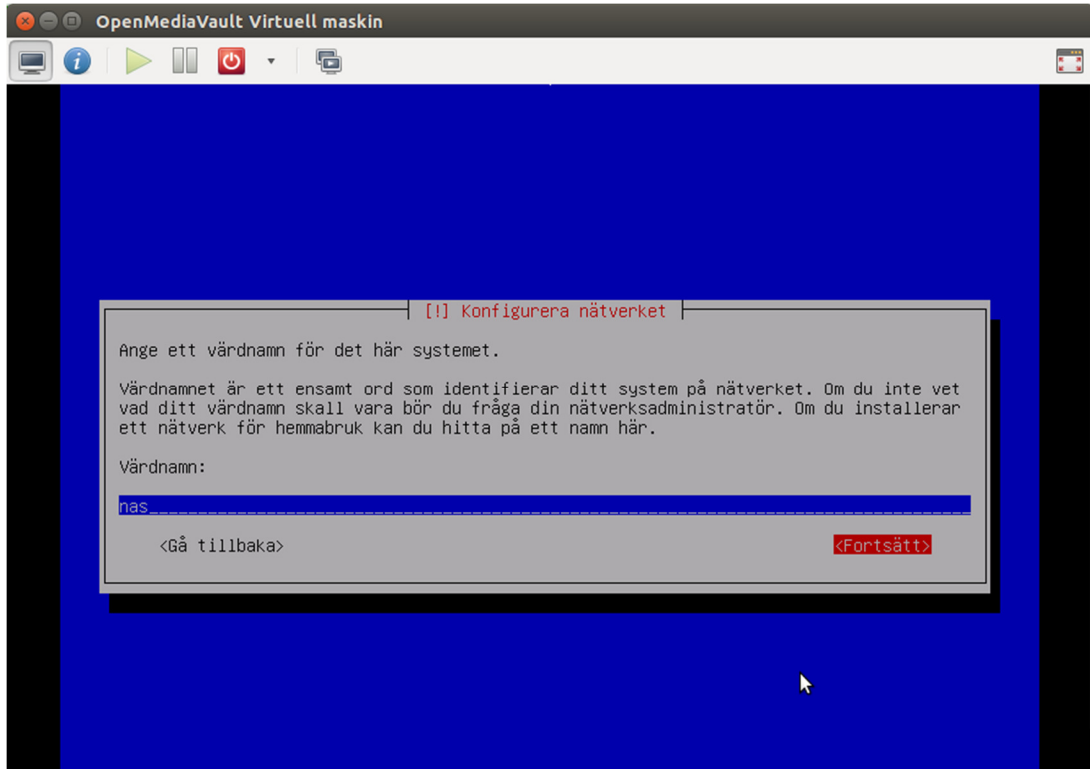 OpenMediaVault Virtuell maskin
[!] Konfigurera nätverket
Ange ett värdnamn för det här systemet.
Värdnamnet är ett ensamt ord som identifierar ditt system på nätverket. Om du inte vet
vad ditt värdnamn skall vara bör du fråga din nätverksadministratör. Om du installerar
ett nätverk för hemmabruk kan du hitta på ett namn här.
Värdnamn:
nas
<Gå tillbaka> <Fortsätt>